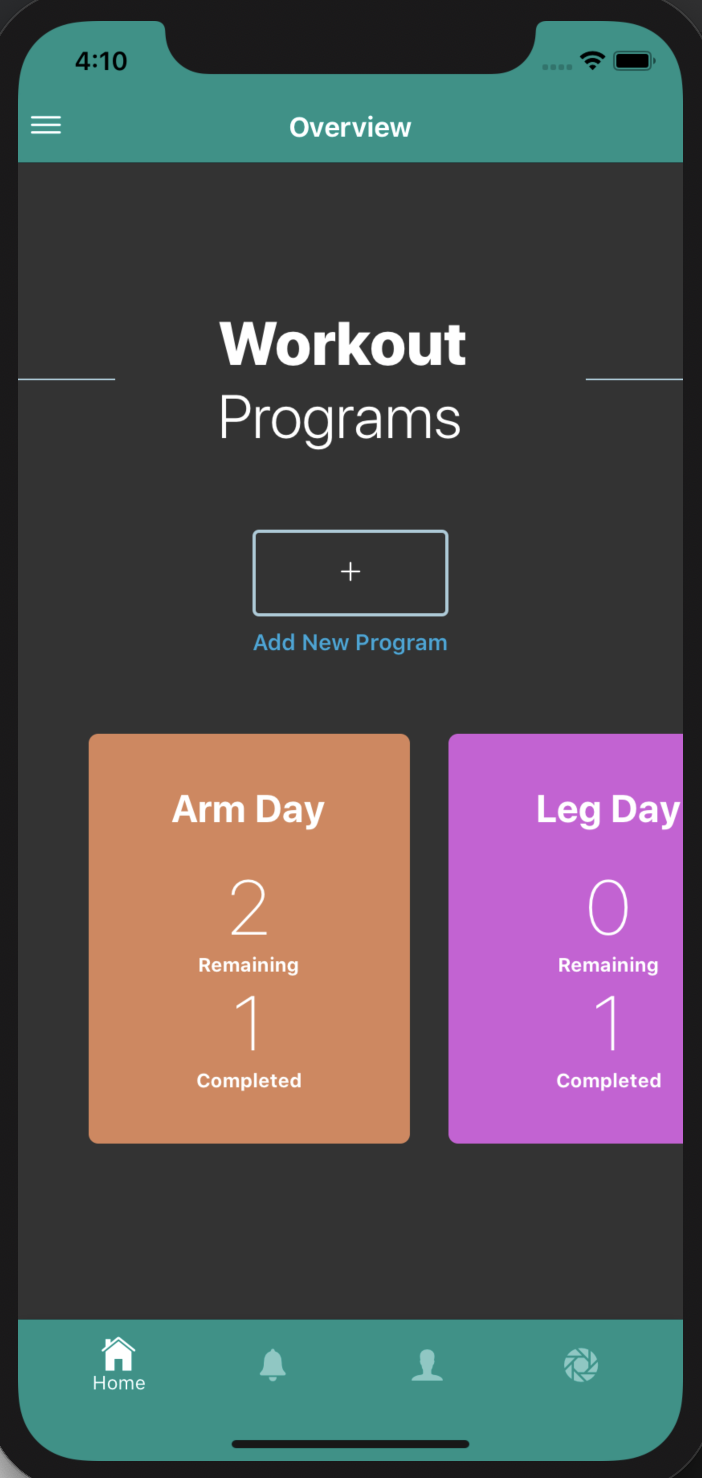 4:10
Overview
Workout
Programs
+
Add New Program
Arm Day
2
Remaining
1
Completed
Leg Day
0
Remaining
1
Completed
Home